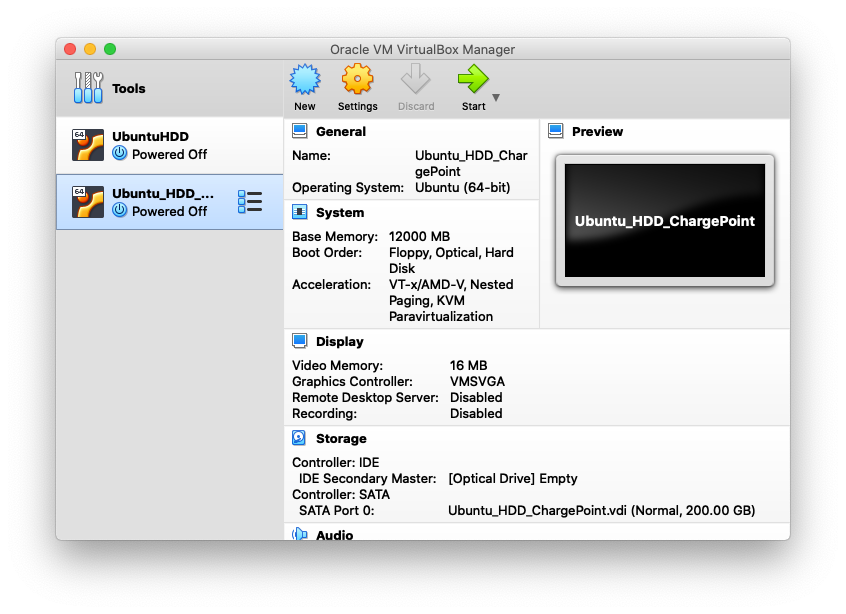 Oracle VM VirtualBox Manager
Tools
New
Settings
Discard
Start
64
UbuntuHDD
Powered Off
64
Ubuntu_HDD_...
Powered Off
General
Name: Ubuntu_HDD_Char
gePoint
Operating System: Ubuntu (64-bit)
Preview
Ubuntu_HDD_ChargePoint
System
Base Memory: 12000 MB
Boot Order: Floppy, Optical, Hard
Disk
Acceleration: VT-x/AMD-V, Nested
Paging, KVM
Paravirtualization
Display
Video Memory: 16 MB
Graphics Controller: VMSVGA
Remote Desktop Server: Disabled
Recording: Disabled
Storage
Controller: IDE
IDE Secondary Master: [Optical Drive] Empty
Controller: SATA
SATA Port 0: Ubuntu_HDD_ChargePoint.vdi (Normal, 200.00 GB)
Audio